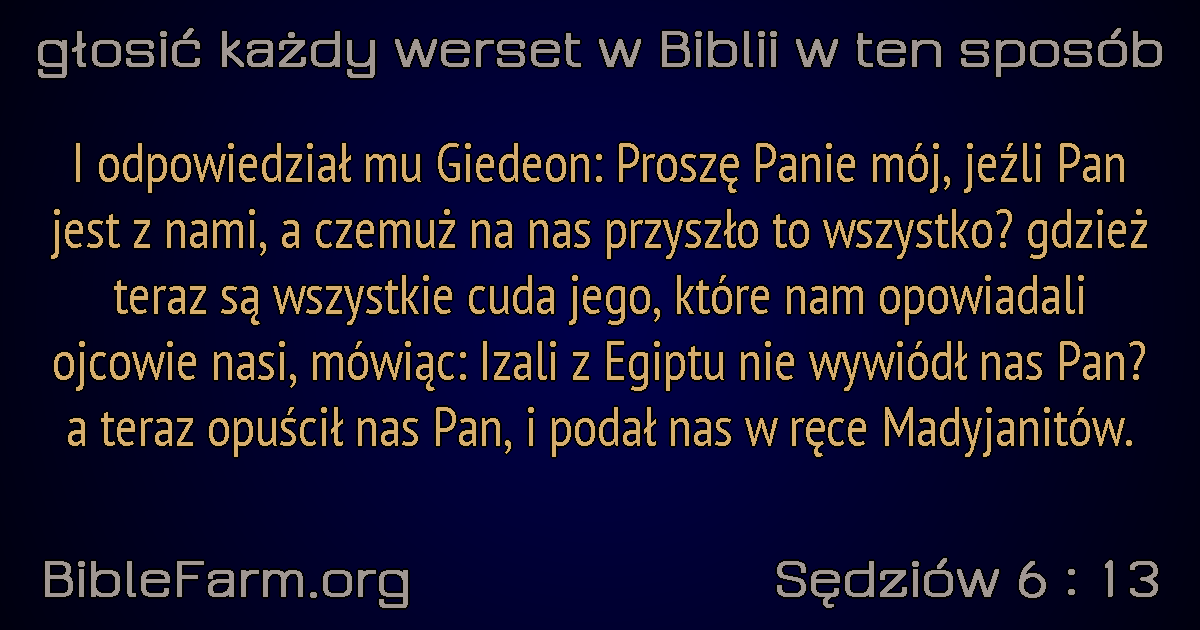 głosić każdy werset w Biblii w ten sposób
I odpowiedział mu Giedeon: Proszę Panie mój, jeźli Pan
jest z nami, a czemuż na nas przyszło to wszystko? gdzież
teraz są wszystkie cuda jego, które nam opowiadali
ojcowie nasi, mówiąc: Izali z Egiptu nie wywiódł nas Pan?
a teraz opuścił nas Pan, i podał nas w ręce Madyjanitów.
BibleFarm.org
Sędziów 6 : 13